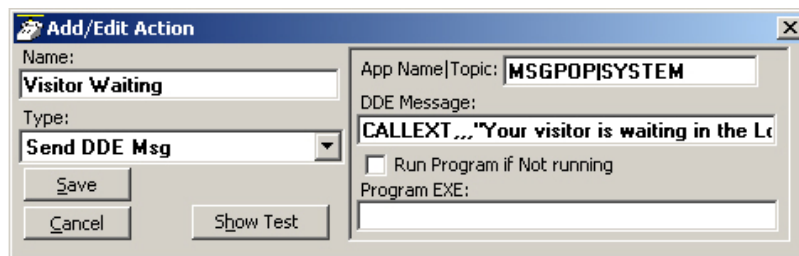 Add/Edit Action
Name:
Visitor Waiting
Type:
Send DDE Msg
Save
Cancel
Show Test
App Name|Topic: MSGPOP|SYSTEM
DDE Message:
CALLEXT,,,"Your visitor is waiting in the
Run Program if Not running
Program EXE: